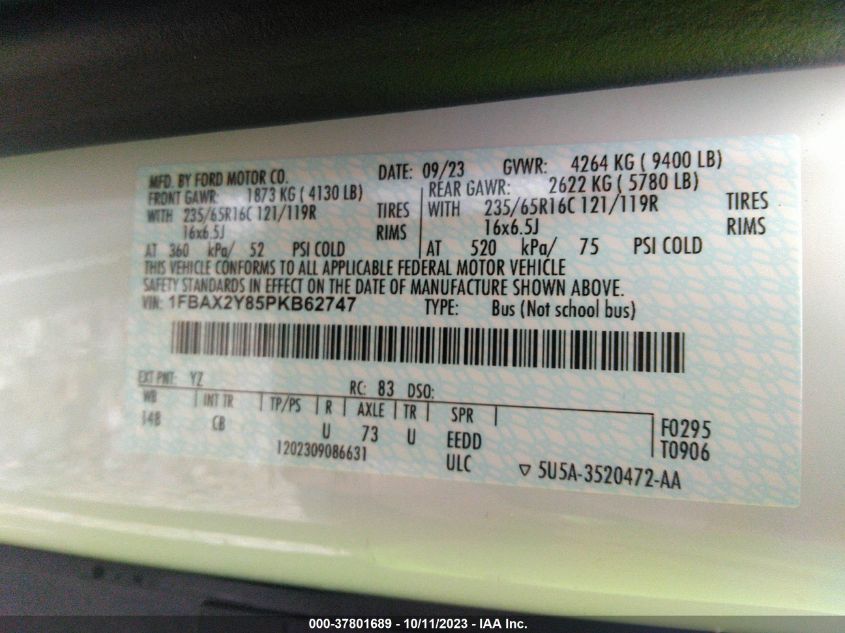 MFD. BY FORD MOTOR CO. DATE: 09/23 GVWR: 4264 KG ( 9400 LB)
FRONT GAWR: 1873 KG ( 4130 LB) REAR GAWR: 2622 KG ( 5780 LB)
WITH 235/65R16C 121/119R TIRES WITH 235/65R16C 121/119R TIRES
16x6.5J RIMS 16x6.5J RIMS
AT 360 kPa/ 52 PSI COLD AT 520 kPa/ 75 PSI COLD
THIS VEHICLE CONFORMS TO ALL APPLICABLE FEDERAL MOTOR VEHICLE
SAFETY STANDARDS IN EFFECT ON THE DATE OF MANUFACTURE SHOWN ABOVE.
VIN: 1FBAX2Y85PKB62747 TYPE: Bus (Not school bus)
EXT PNT: YZ RC: 83 DSO:
WB INT TR TP/PS R AXLE TR SPR F0295
148 CB U 73 U EEDD T0906
1202309086631 ULC 5U5A-3520472-AA
000-37801689 - 10/11/2023 - IAA Inc.